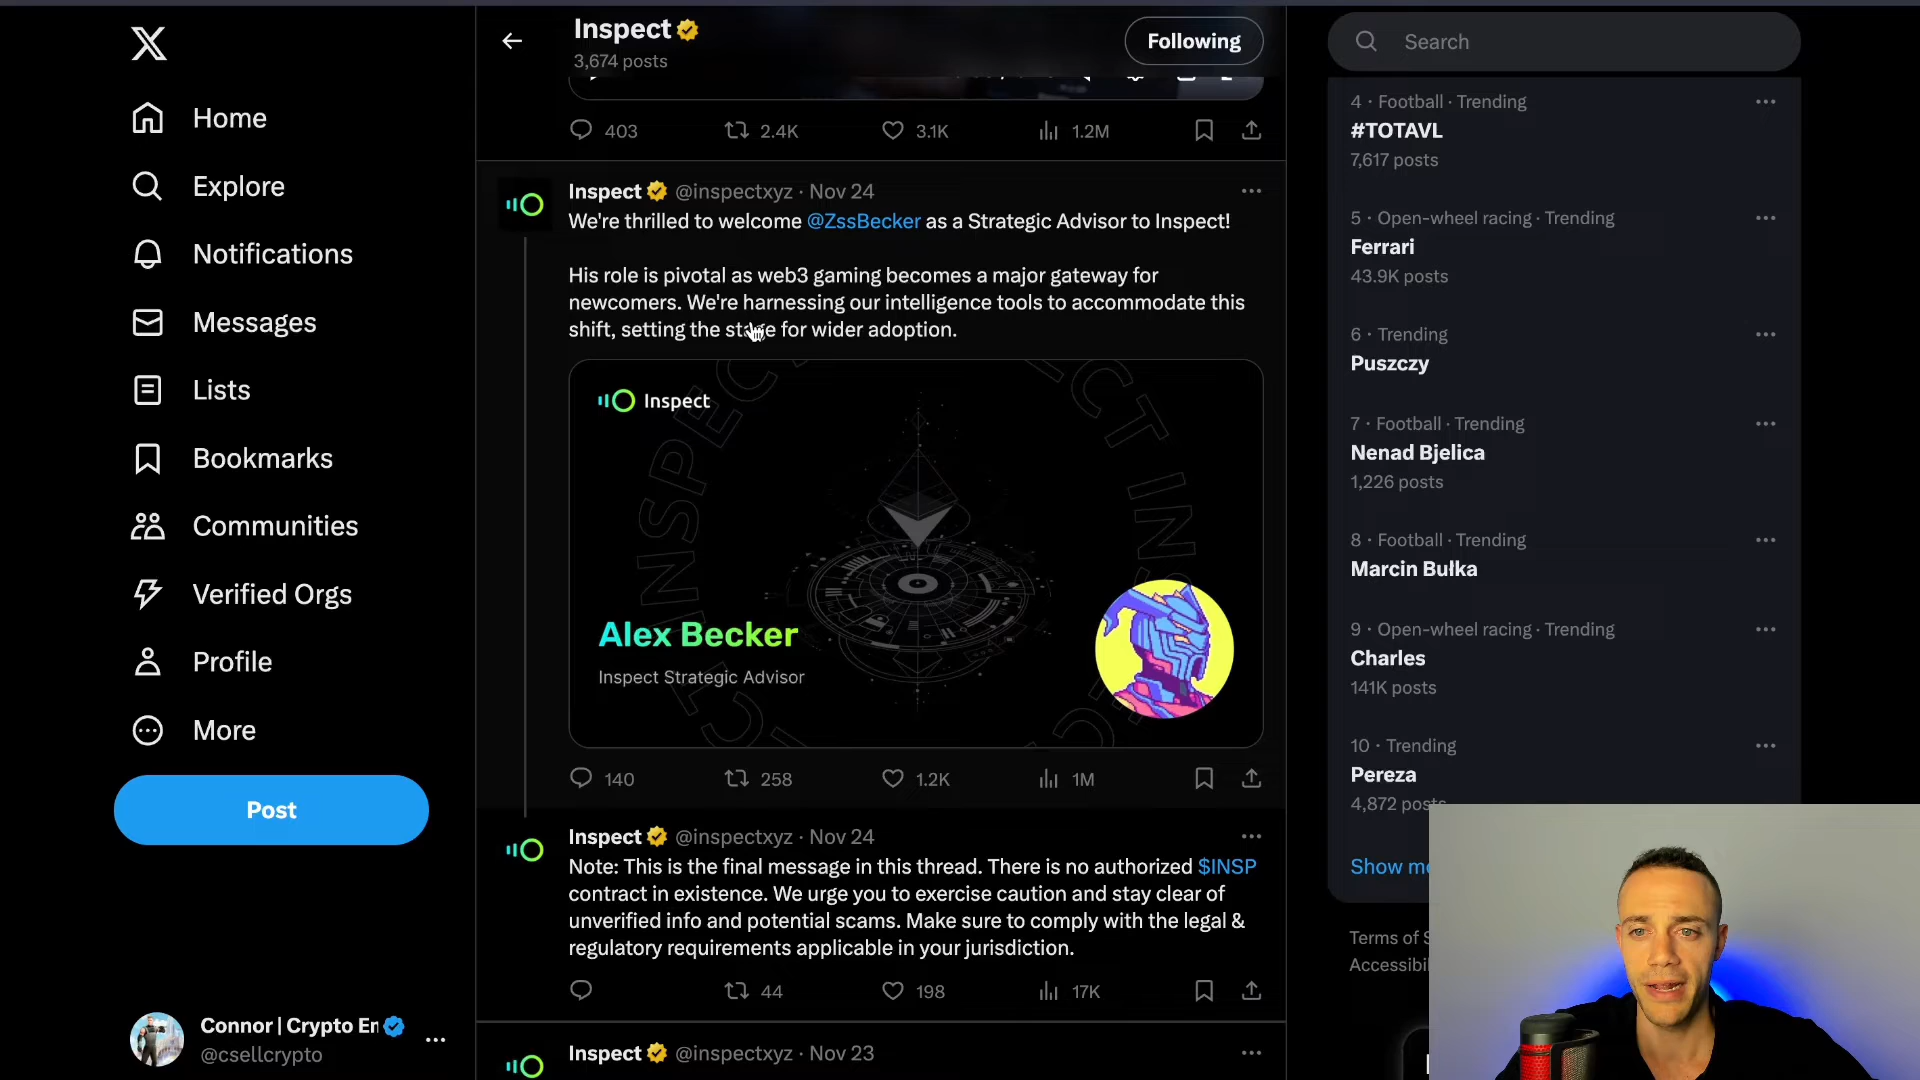 Home
Explore
Notifications
Messages
Lists
Bookmarks
Verified Orgs
Communities
Profile
More
Post
Connor | Crypto En
@csellcrypto
Inspect
3,674 posts
Following
403 2.4K 3.1K 1.2M
Inspect @inspectxyz · Nov 24
We're thrilled to welcome @ZssBecker as a Strategic Advisor to Inspect!
His role is pivotal as web3 gaming becomes a major gateway for
newcomers. We're harnessing our intelligence tools to accommodate this
shift, setting the stage for wider adoption.
Inspect
INSPECT INSPECT
Alex Becker
Inspect Strategic Advisor
140 258 1.2K 1M
Inspect @inspectxyz · Nov 24
Note: This is the final message in this thread. There is no authorized $INSP
contract in existence. We urge you to exercise caution and stay clear of
unverified info and potential scams. Make sure to comply with the legal &
regulatory requirements applicable in your jurisdiction.
44 198 17K
Inspect @inspectxyz · Nov 23
Search
4 · Football · Trending
#TOTAVL
7,617 posts
5 · Open-wheel racing · Trending
Ferrari
43.9K posts
6 · Trending
Puszczy
7 · Football · Trending
Nenad Bjelica
1,226 posts
8 · Football · Trending
Marcin Bułka
9 · Open-wheel racing · Trending
Charles
141K posts
10 · Trending
Pereza
4,872 posts
Show
Terms of